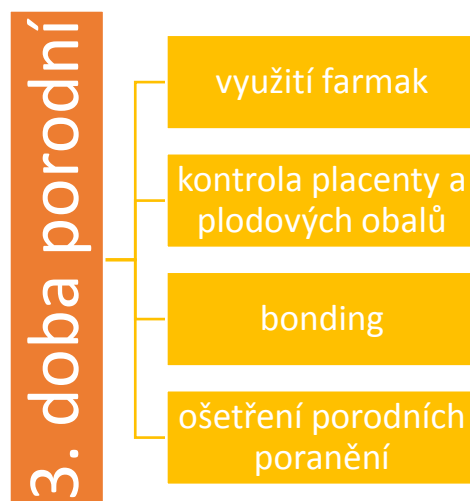 3. doba porodní
využití farmak
kontrola placenty a
plodových obalů
bonding
ošetření porodních
poranění